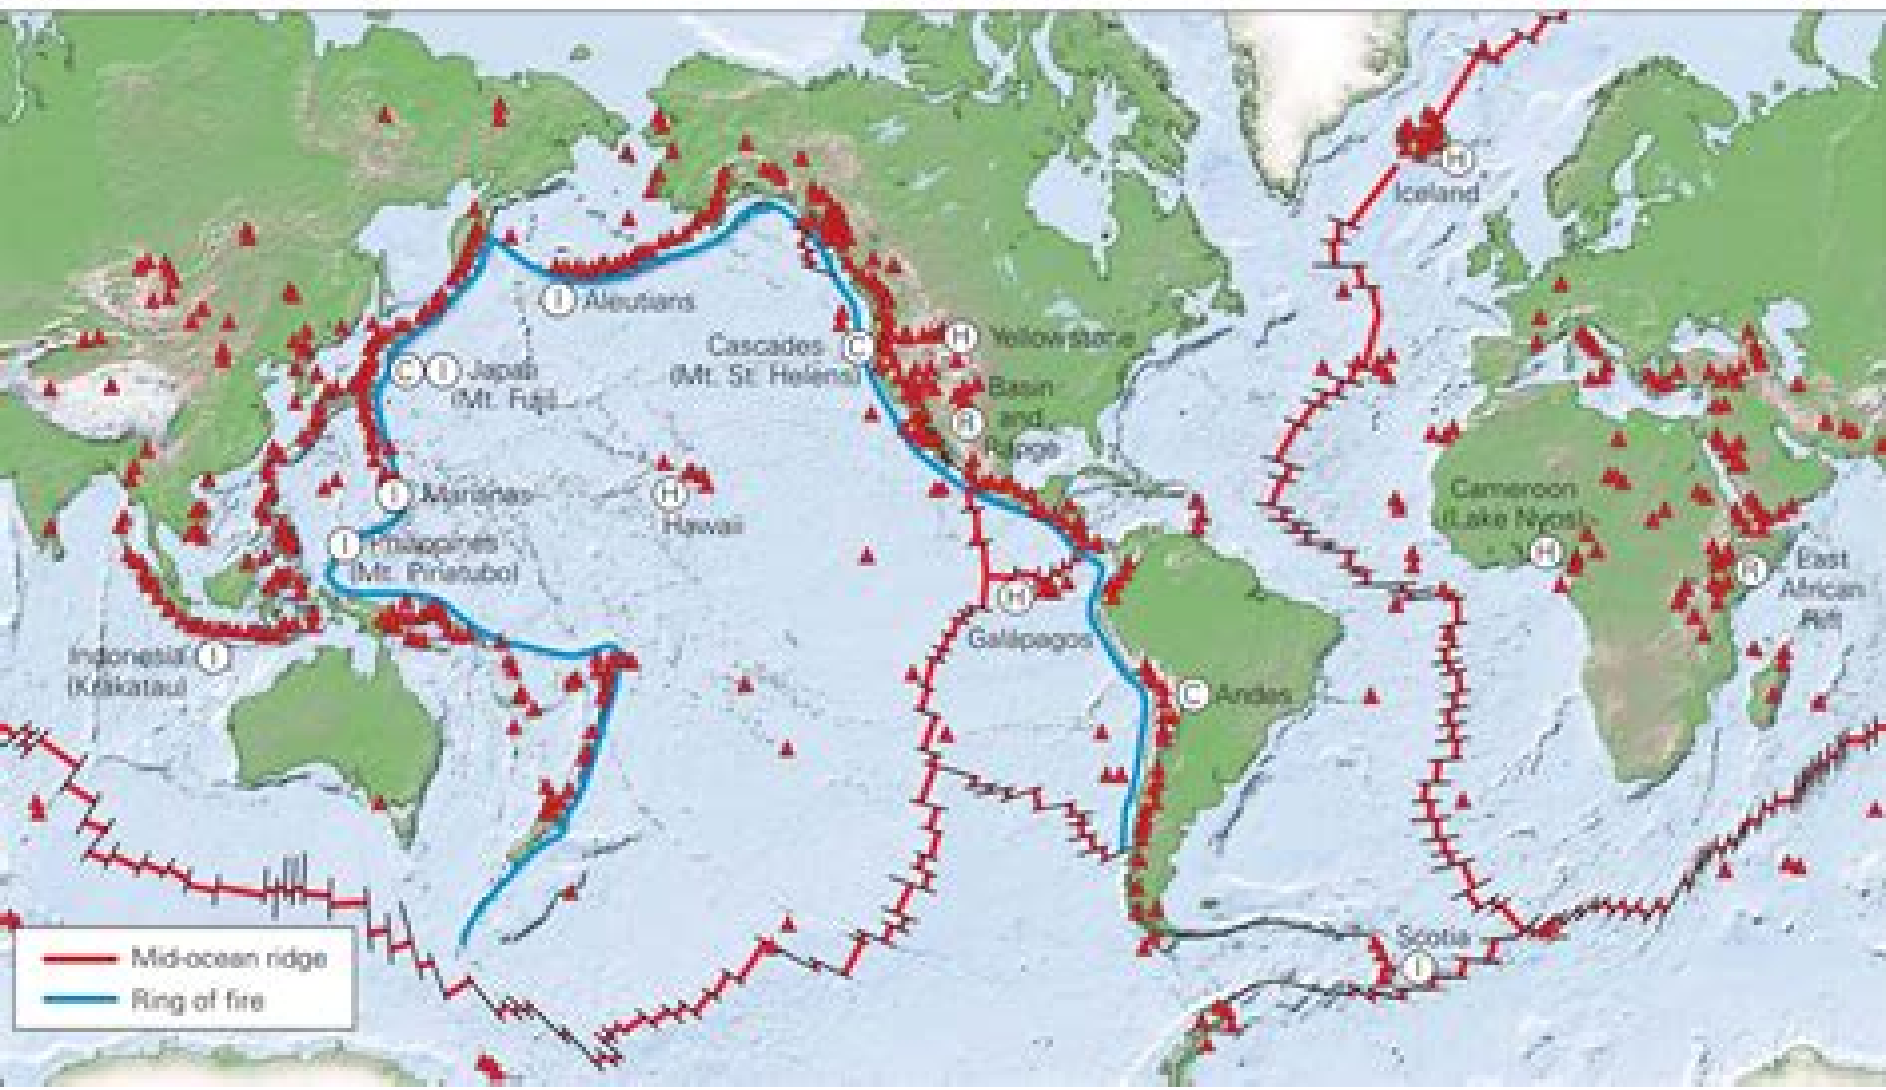 H
Iceland
I Aleutians
Cascades C
(Mt. St. Helens)
H Yellowstone
C I Japan
(Mt. Fuji)
Basin
and
Range
R
I Marianas
H
Hawaii
I Philippines
(Mt. Pinatubo)
Cameroon
(Lake Nyos)
H
R East
African
Rift
H
Galápagos
Indonesia I
(Krakatau)
C Andes
Scotia
I
Mid-ocean ridge
Ring of fire